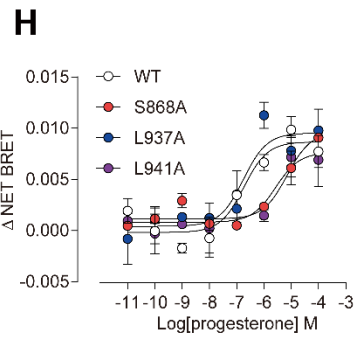 H
0.015
0.010
0.005
0.000
-0.005
Δ NET BRET
WT
S868A
L937A
L941A
-11 -10 -9 -8 -7 -6 -5 -4 -3
Log[progesterone] M